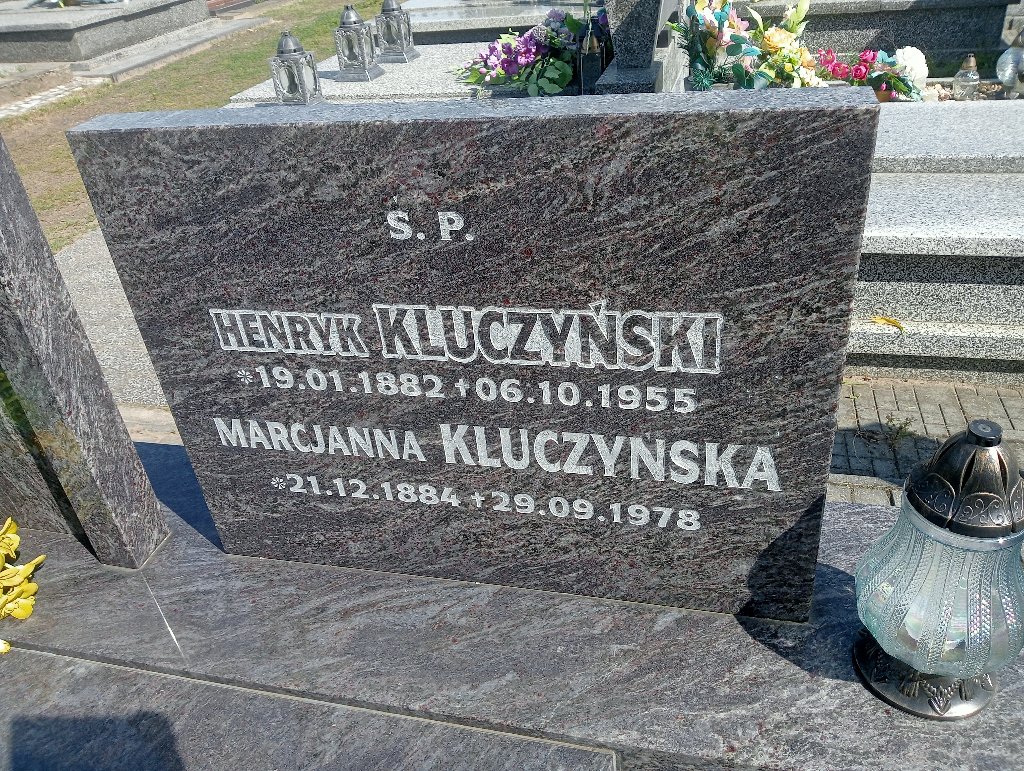 Ś. P.
HENRYK KLUCZYŃSKI
*19.01.1882 +06.10.1955
MARCJANNA KLUCZYNSKA
*21.12.1884 +29.09.1978